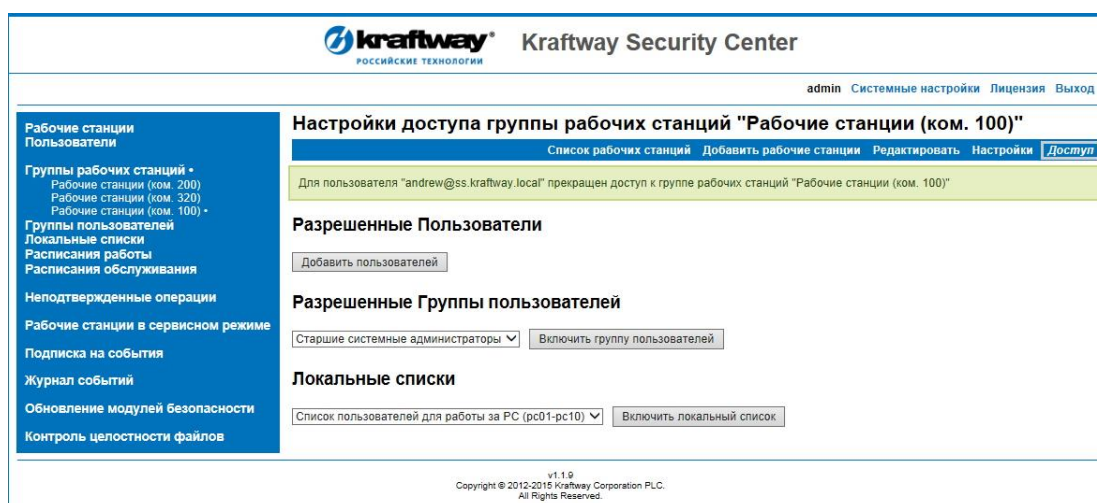 kraftway®
РОССИЙСКИЕ ТЕХНОЛОГИИ
Kraftway Security Center
admin Системные настройки Лицензия Выход
Рабочие станции
Пользователи
Группы рабочих станций •
Рабочие станции (ком. 200)
Рабочие станции (ком. 320)
Рабочие станции (ком. 100) •
Группы пользователей
Локальные списки
Расписания работы
Расписания обслуживания
Неподтвержденные операции
Рабочие станции в сервисном режиме
Подписка на события
Журнал событий
Обновление модулей безопасности
Контроль целостности файлов
Настройки доступа группы рабочих станций "Рабочие станции (ком. 100)"
Список рабочих станций Добавить рабочие станции Редактировать Настройки Доступ
Для пользователя "andrew@ss.kraftway.local" прекращен доступ к группе рабочих станций "Рабочие станции (ком. 100)"
Разрешенные Пользователи
Добавить пользователей
Разрешенные Группы пользователей
Старшие системные администраторы Включить группу пользователей
Локальные списки
Список пользователей для работы за PC (pc01-pc10) Включить локальный список
v1.1.9
Copyright © 2012-2015 Kraftway Corporation PLC.
All Rights Reserved.